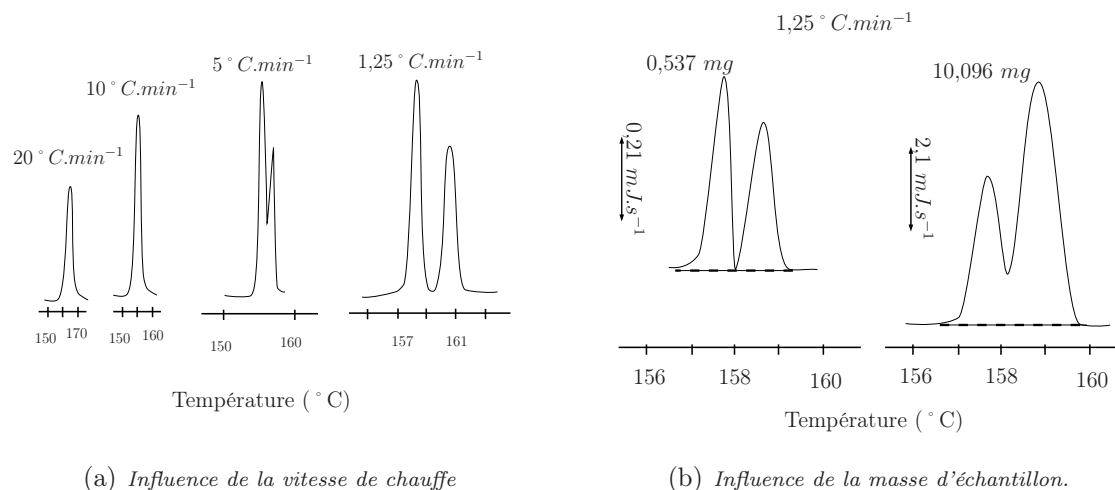 20 ° C.min⁻¹
10 ° C.min⁻¹
5 ° C.min⁻¹
1,25 ° C.min⁻¹
150 170
150 160
150 160
157 161
Température ( ° C)
(a) Influence de la vitesse de chauffe
1,25 ° C.min⁻¹
0,537 mg
10,096 mg
0,21 mJ.s⁻¹
2,1 mJ.s⁻¹
156 158 160
156 158 160
Température ( ° C)
(b) Influence de la masse d'échantillon.